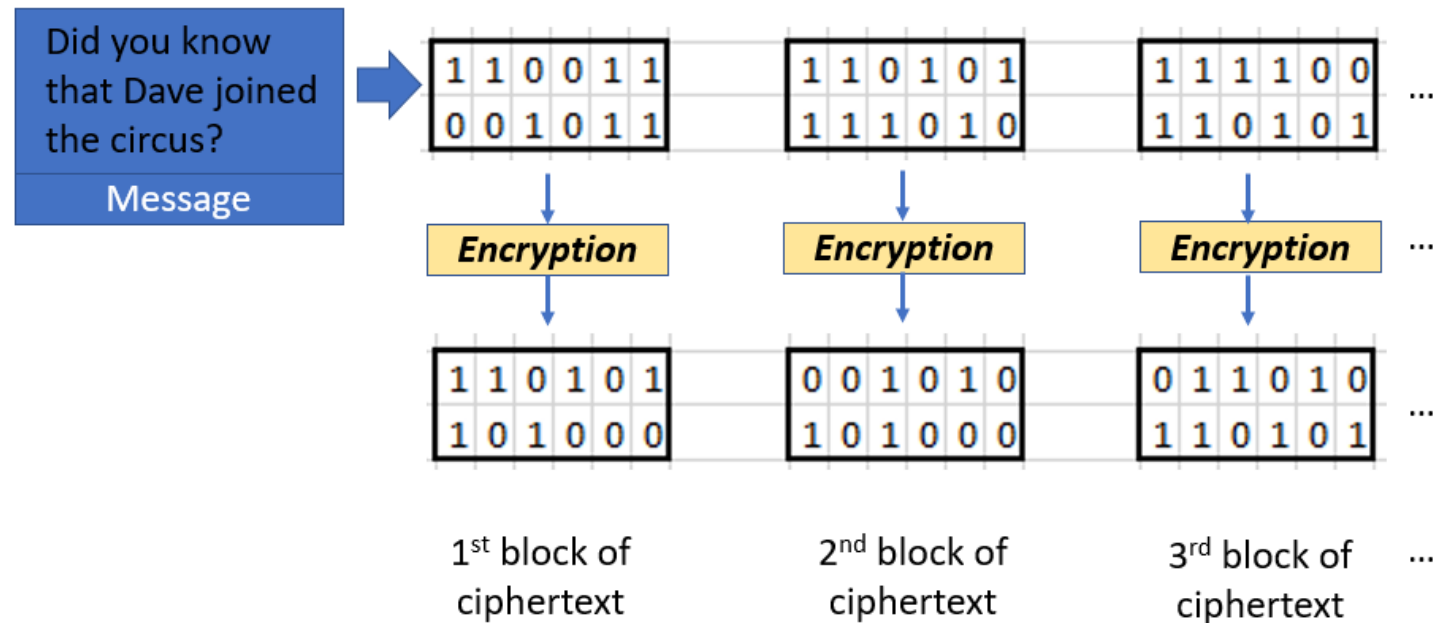 Did you know
that Dave joined
the circus?
Message
1 1 0 0 1 1
0 0 1 0 1 1
1 1 0 1 0 1
1 1 1 0 1 0
1 1 1 1 0 0
1 1 0 1 0 1
...
Encryption
Encryption
Encryption
...
1 1 0 1 0 1
1 0 1 0 0 0
0 0 1 0 1 0
1 0 1 0 0 0
0 1 1 0 1 0
1 1 0 1 0 1
...
1st block of
ciphertext
2nd block of
ciphertext
3rd block of
ciphertext
...